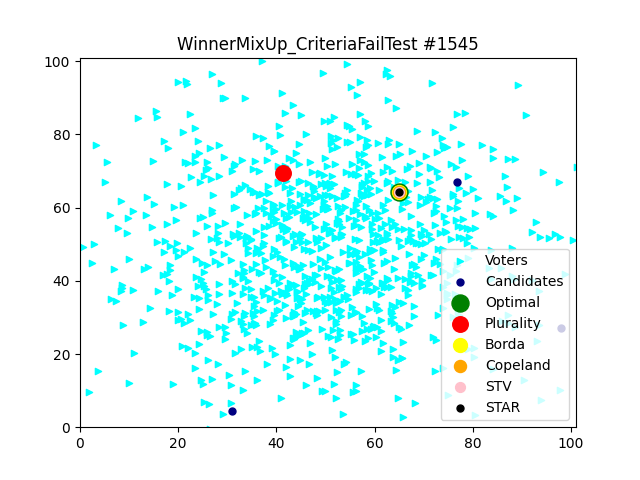 WinnerMixUp_CriteriaFailTest #1545
100
80
60
40
20
0
0 20 40 60 80 100
Voters
Candidates
Optimal
Plurality
Borda
Copeland
STV
STAR